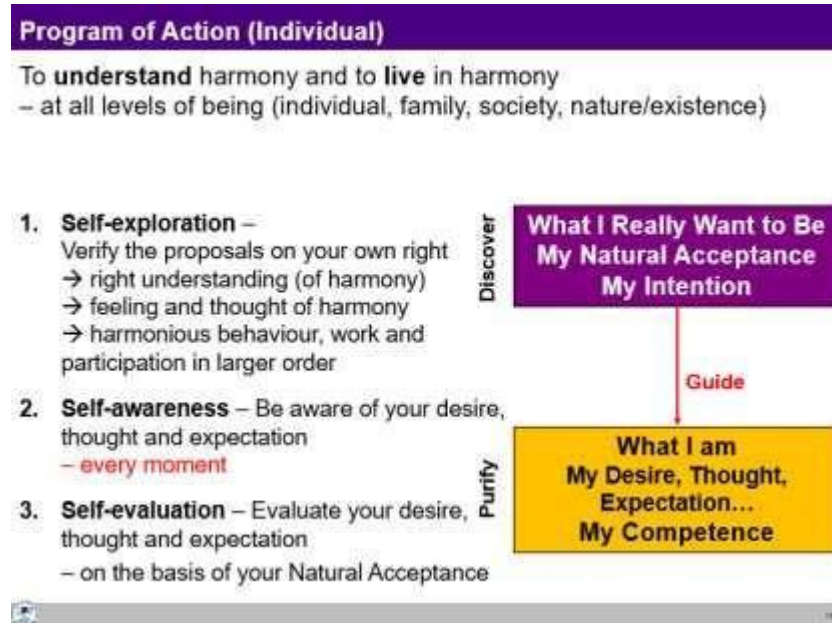 Program of Action (Individual)
To understand harmony and to live in harmony
– at all levels of being (individual, family, society, nature/existence)
1. Self-exploration –
Verify the proposals on your own right
→ right understanding (of harmony)
→ feeling and thought of harmony
→ harmonious behaviour, work and
participation in larger order
2. Self-awareness – Be aware of your desire,
thought and expectation
– every moment
3. Self-evaluation – Evaluate your desire,
thought and expectation
– on the basis of your Natural Acceptance
Discover
What I Really Want to Be
My Natural Acceptance
My Intention
Guide
Purify
What I am
My Desire, Thought,
Expectation...
My Competence